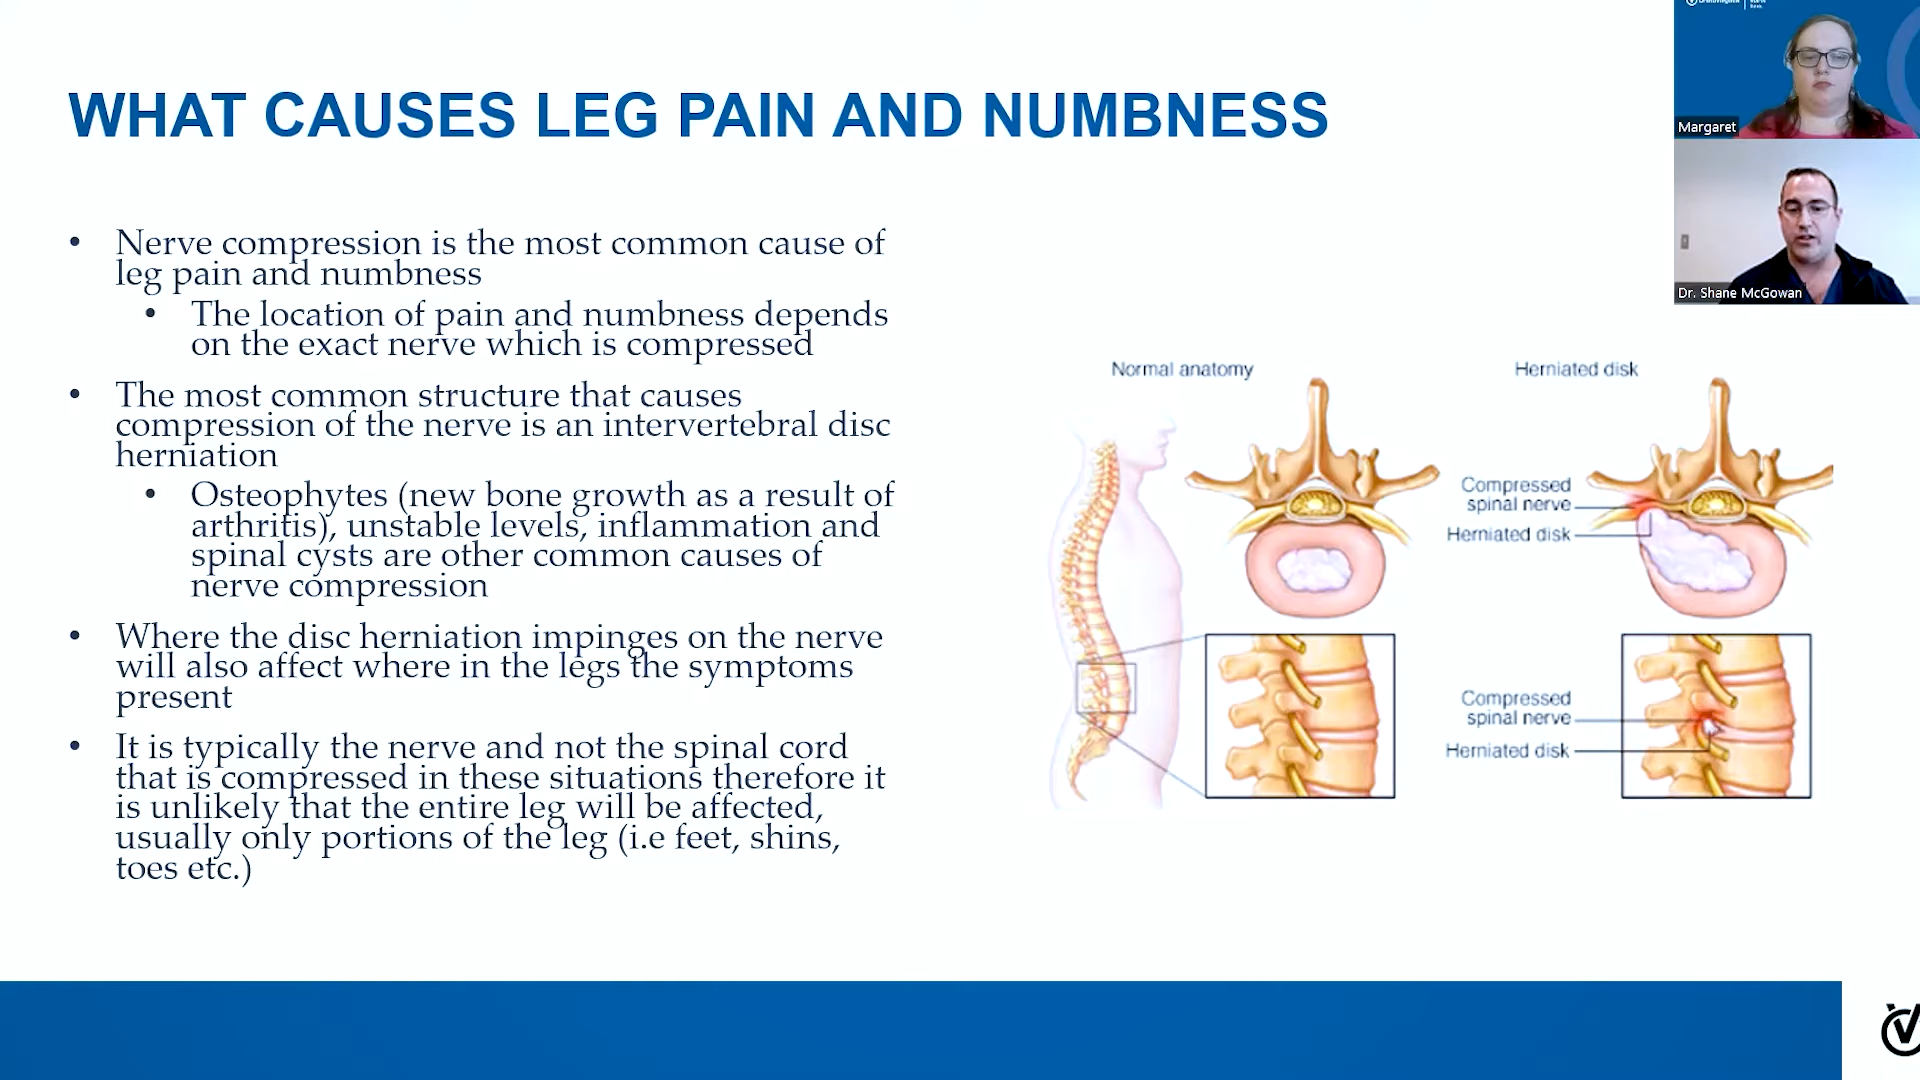 WHAT CAUSES LEG PAIN AND NUMBNESS
• Nerve compression is the most common cause of
leg pain and numbness
• The location of pain and numbness depends
on the exact nerve which is compressed
• The most common structure that causes
compression of the nerve is an intervertebral disc
herniation
• Osteophytes (new bone growth as a result of
arthritis), unstable levels, inflammation and
spinal cysts are other common causes of
nerve compression
• Where the disc herniation impinges on the nerve
will also affect where in the legs the symptoms
present
• It is typically the nerve and not the spinal cord
that is compressed in these situations therefore it
is unlikely that the entire leg will be affected,
usually only portions of the leg (i.e feet, shins,
toes etc.)
Normal anatomy
Herniated disk
Compressed
spinal nerve
Herniated disk
Compressed
spinal nerve
Herniated disk
Margaret
Dr. Shane McGowan